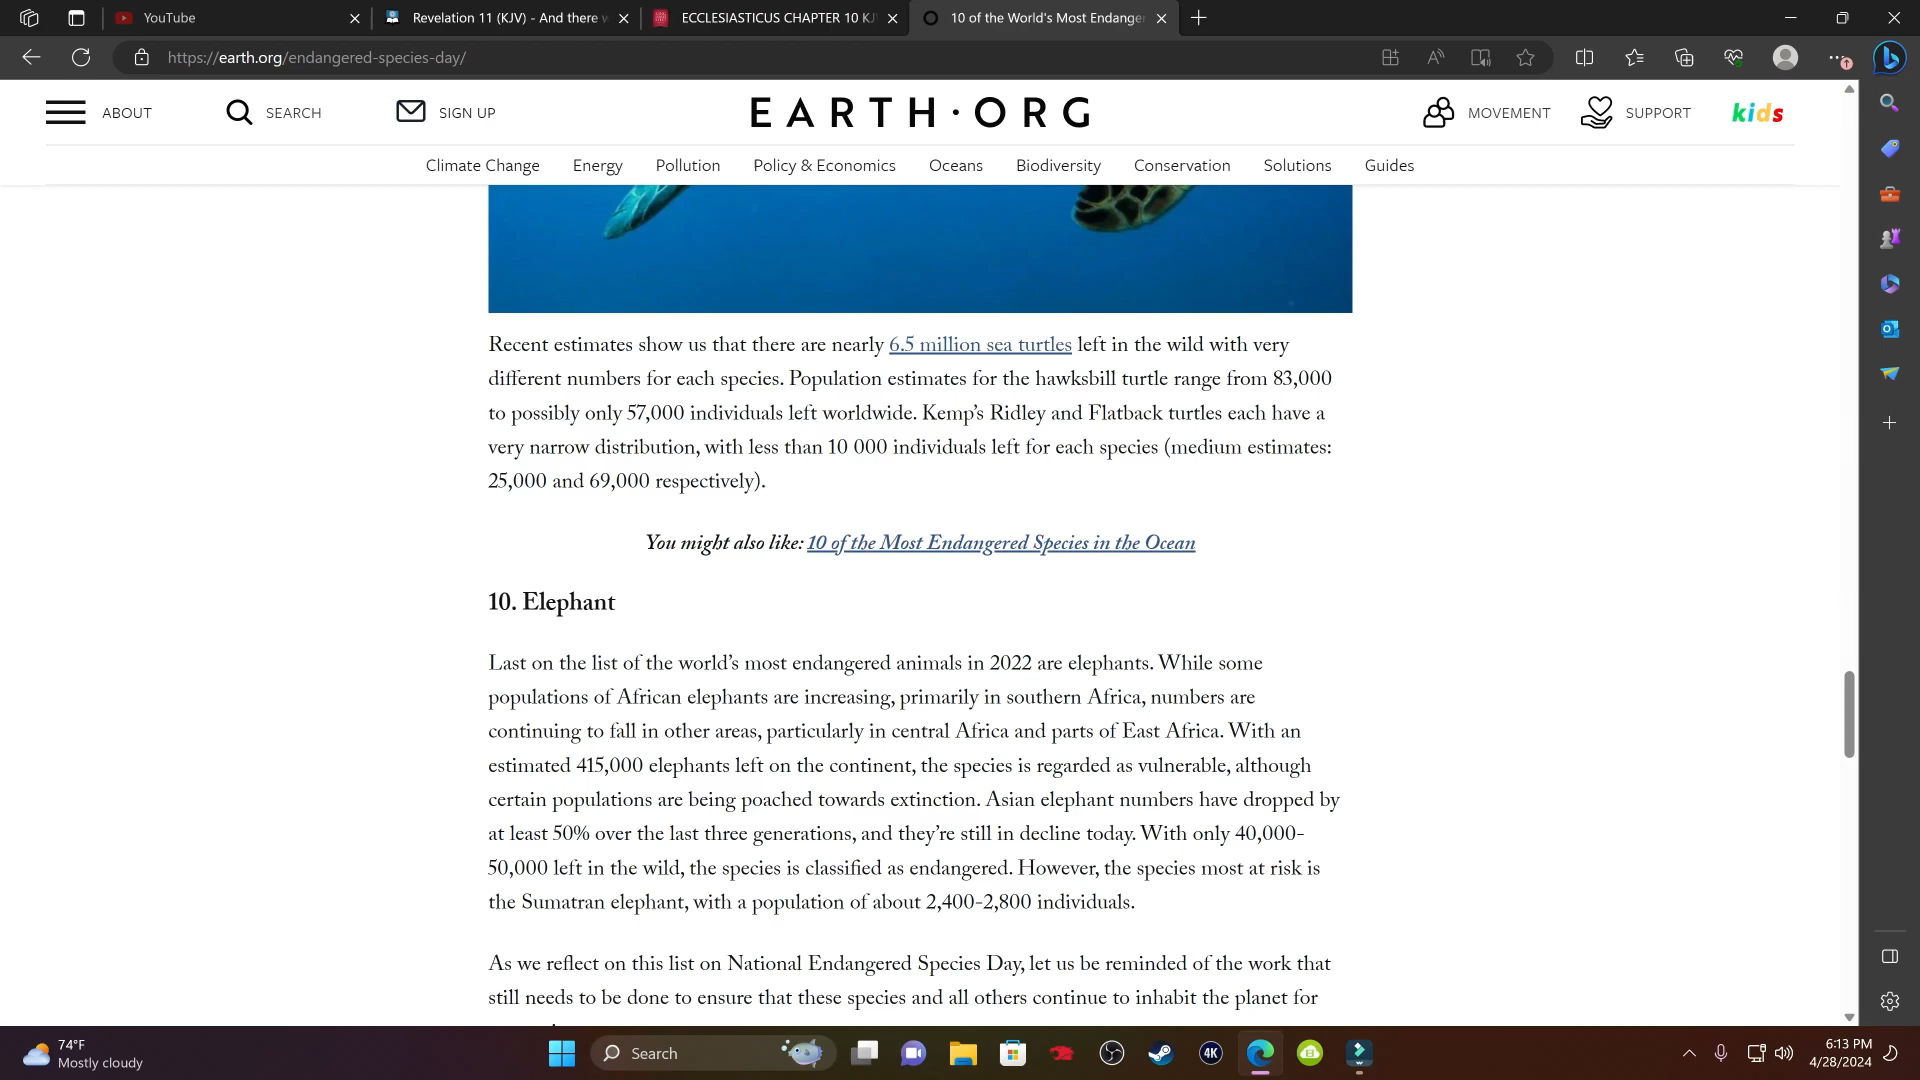 YouTube
Revelation 11 (KJV) - And there w
ECCLESIASTICUS CHAPTER 10 KJ
10 of the World's Most Endange
https://earth.org/endangered-species-day/
ABOUT
SEARCH
SIGN UP
EARTH·ORG
MOVEMENT
SUPPORT
kids
Climate Change
Energy
Pollution
Policy & Economics
Oceans
Biodiversity
Conservation
Solutions
Guides
Recent estimates show us that there are nearly 6.5 million sea turtles left in the wild with very
different numbers for each species. Population estimates for the hawksbill turtle range from 83,000
to possibly only 57,000 individuals left worldwide. Kemp’s Ridley and Flatback turtles each have a
very narrow distribution, with less than 10 000 individuals left for each species (medium estimates:
25,000 and 69,000 respectively).
You might also like: 10 of the Most Endangered Species in the Ocean
10. Elephant
Last on the list of the world’s most endangered animals in 2022 are elephants. While some
populations of African elephants are increasing, primarily in southern Africa, numbers are
continuing to fall in other areas, particularly in central Africa and parts of East Africa. With an
estimated 415,000 elephants left on the continent, the species is regarded as vulnerable, although
certain populations are being poached towards extinction. Asian elephant numbers have dropped by
at least 50% over the last three generations, and they’re still in decline today. With only 40,000-
50,000 left in the wild, the species is classified as endangered. However, the species most at risk is
the Sumatran elephant, with a population of about 2,400-2,800 individuals.
As we reflect on this list on National Endangered Species Day, let us be reminded of the work that
still needs to be done to ensure that these species and all others continue to inhabit the planet for
74°F
Mostly cloudy
Search
4K
6:13 PM
4/28/2024